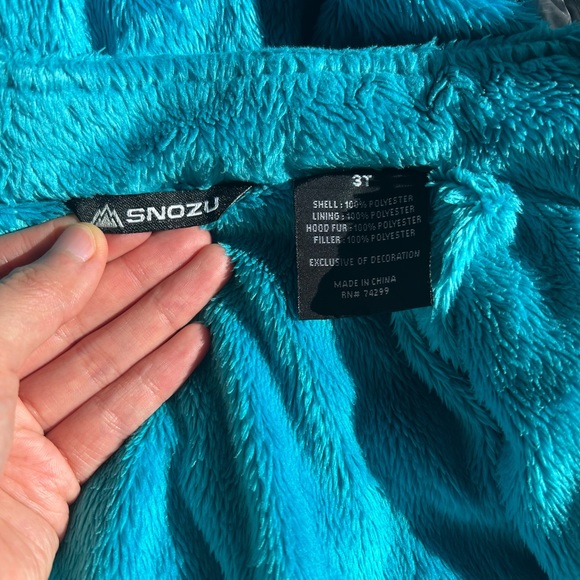 SNOZU
3T
SHELL: 100% POLYESTER
LINING: 100% POLYESTER
HOOD FUR: 100% POLYESTER
FILLER: 100% POLYESTER
EXCLUSIVE OF DECORATION
MADE IN CHINA
RN# 74299